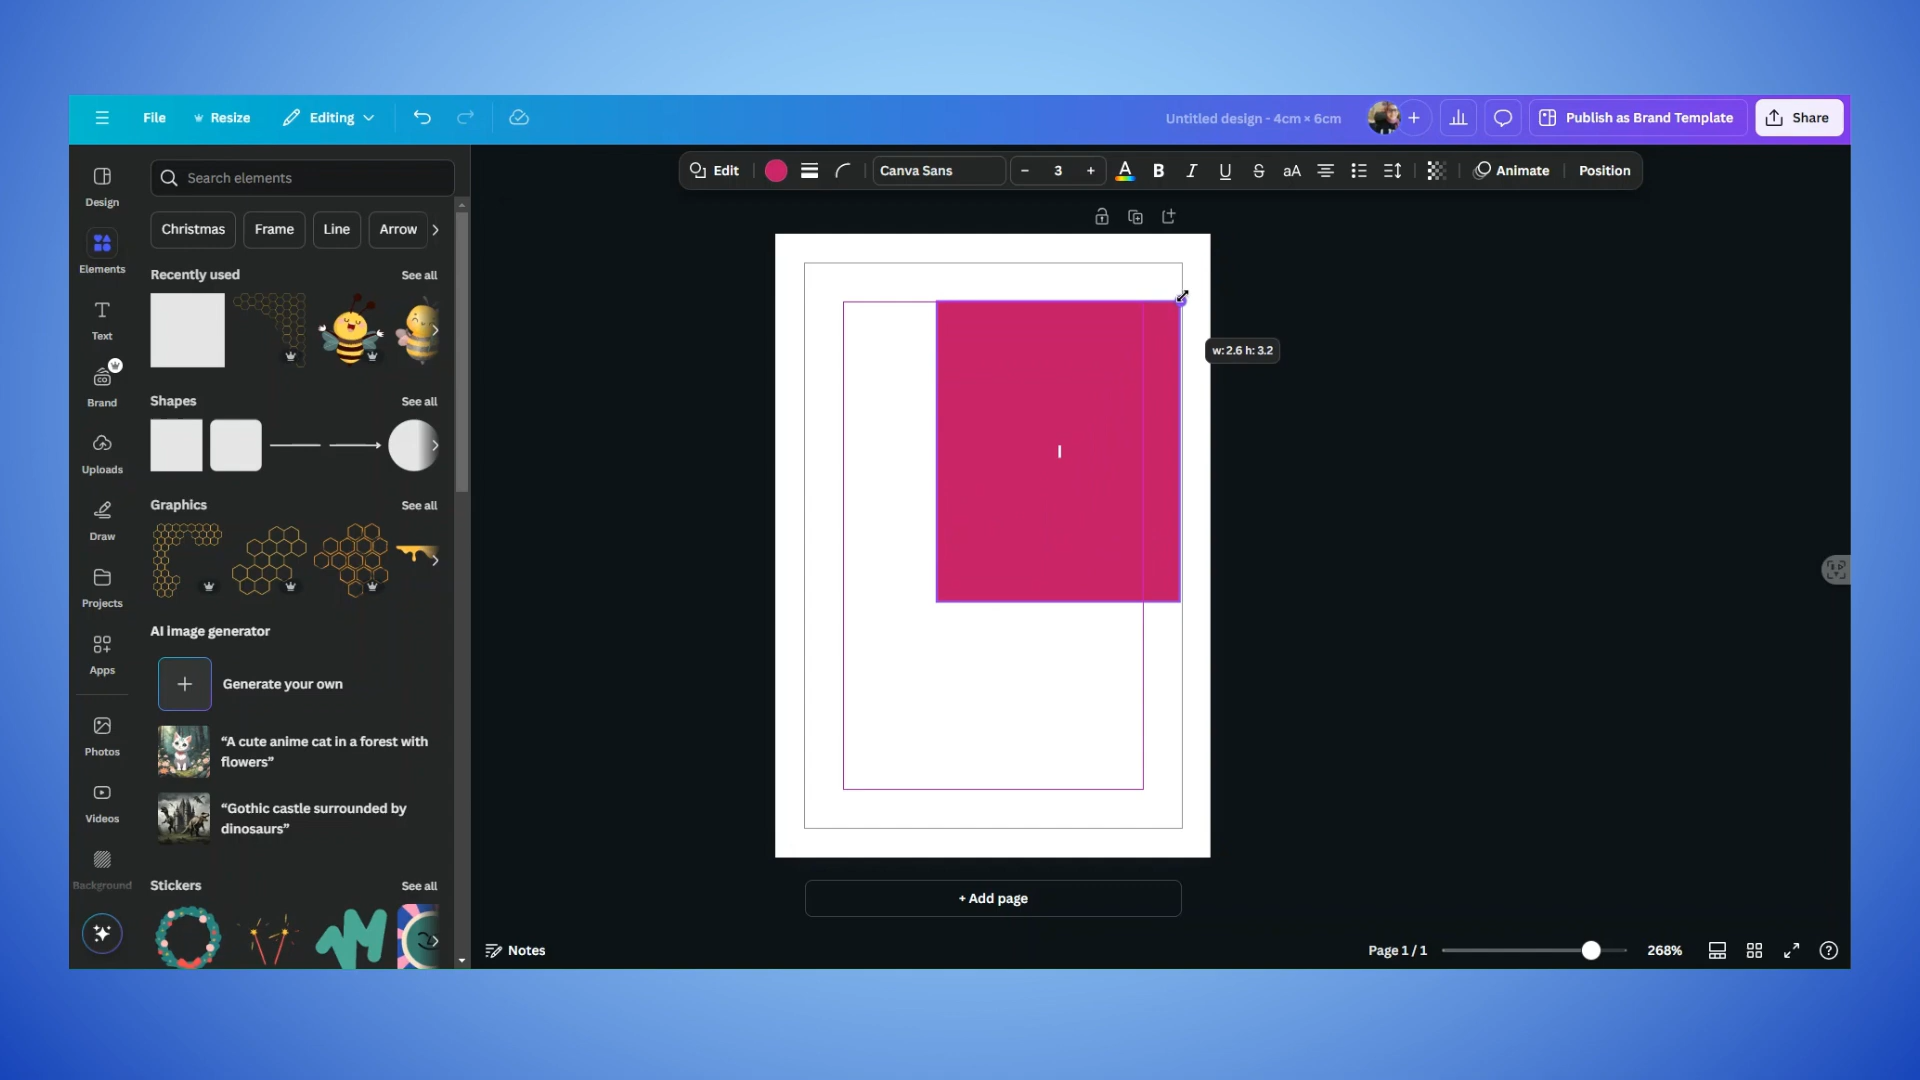 File Resize Editing Untitled design - 4cm × 6cm Publish as Brand Template Share
Edit Canva Sans - 3 + A B I U S aA Animate Position
Design
Elements
Text
Brand
Uploads
Draw
Projects
Apps
Photos
Videos
Background
Search elements
Christmas Frame Line Arrow
Recently used See all
Shapes See all
Graphics See all
AI image generator
Generate your own
“A cute anime cat in a forest with
flowers”
“Gothic castle surrounded by
dinosaurs”
Stickers See all
w: 2.6 h: 3.2
+ Add page
Notes Page 1 / 1 268%